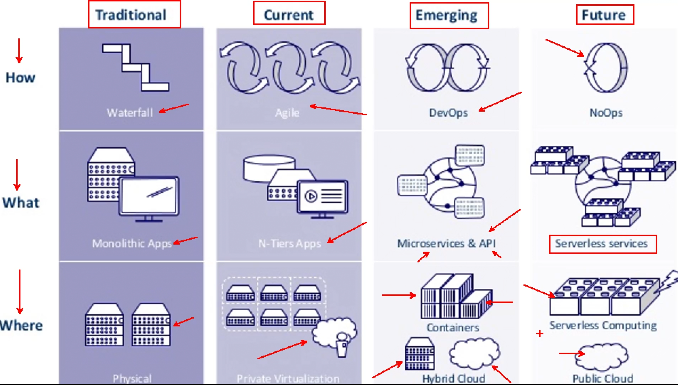 Traditional
Current
Emerging
Future
How
Waterfall
Agile
DevOps
NoOps
What
Monolithic Apps
N-Tiers Apps
Microservices & API
Serverless services
Where
Containers
Serverless Computing
+
Physical
Private Virtualization
Hybrid Cloud
Public Cloud